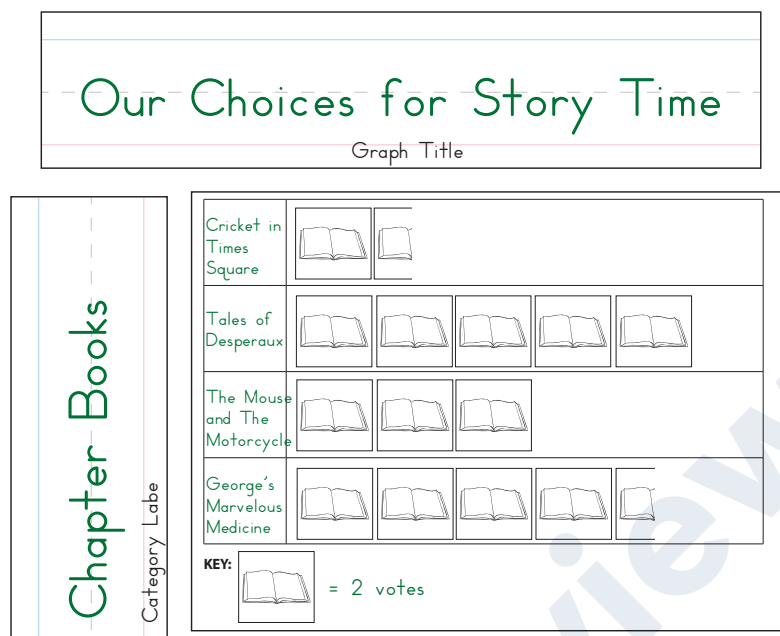 Our Choices for Story Time
Graph Title
Chapter Books
Category Labe
Cricket in
Times
Square
Tales of
Desperaux
The Mouse
and The
Motorcycle
George's
Marvelous
Medicine
KEY:
= 2 votes
view